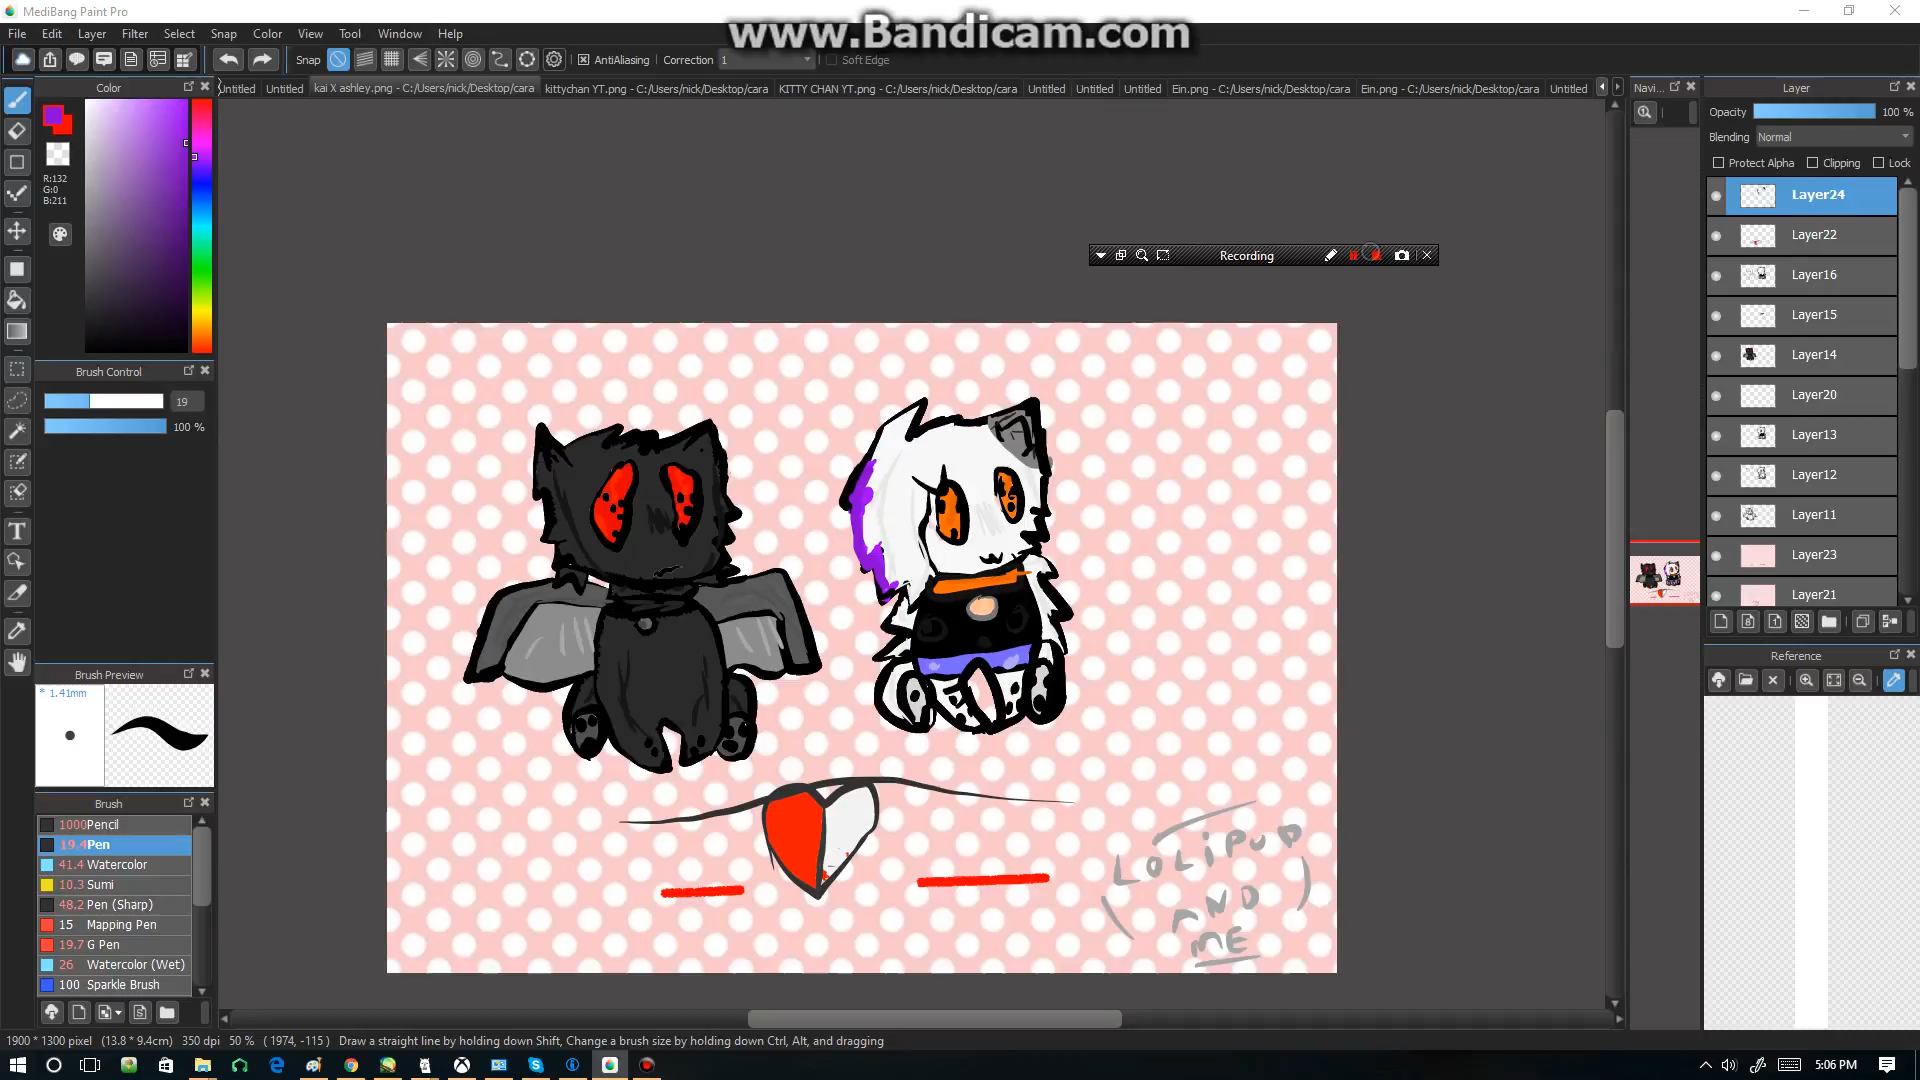 MediBang Paint Pro
www.Bandicam.com
File Edit Layer Filter Select Snap Color View Tool Window Help
Snap AntiAliasing Correction 1 Soft Edge
Untitled Untitled kai X ashley.png - C:/Users/nick/Desktop/cara kittychan YT.png - C:/Users/nick/Desktop/cara KITTY CHAN YT.png - C:/Users/nick/Desktop/cara Untitled Untitled Untitled Ein.png - C:/Users/nick/Desktop/cara Ein.png - C:/Users/nick/Desktop/cara Untitled
Color
R:132
G:0
B:211
Brush Control
19
100 %
Brush Preview
* 1.41mm
Brush
1000 Pencil
19.4 Pen
41.4 Watercolor
10.3 Sumi
48.2 Pen (Sharp)
15 Mapping Pen
19.7 G Pen
26 Watercolor (Wet)
100 Sparkle Brush
Recording
LOLiPUP
AND
ME
Navi...
Layer
Opacity 100 %
Blending Normal
Protect Alpha Clipping Lock
Layer24
Layer22
Layer16
Layer15
Layer14
Layer20
Layer13
Layer12
Layer11
Layer23
Layer21
Reference
1900 * 1300 pixel (13.8 * 9.4cm) 350 dpi 50 % ( 1974, -115 ) Draw a straight line by holding down Shift, Change a brush size by holding down Ctrl, Alt, and dragging
5:06 PM